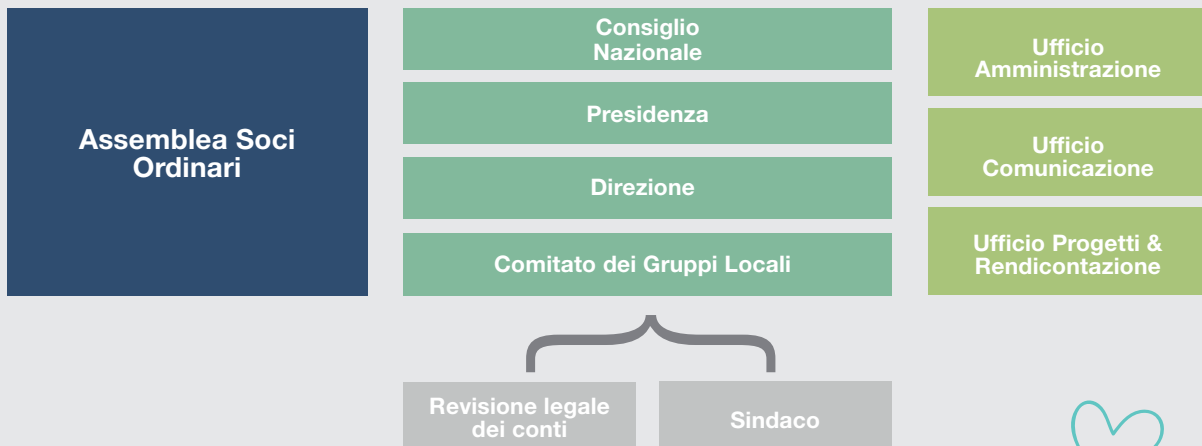 Assemblea Soci
Ordinari
Consiglio
Nazionale
Presidenza
Direzione
Comitato dei Gruppi Locali
Revisione legale
dei conti
Sindaco
Ufficio
Amministrazione
Ufficio
Comunicazione
Ufficio Progetti &
Rendicontazione